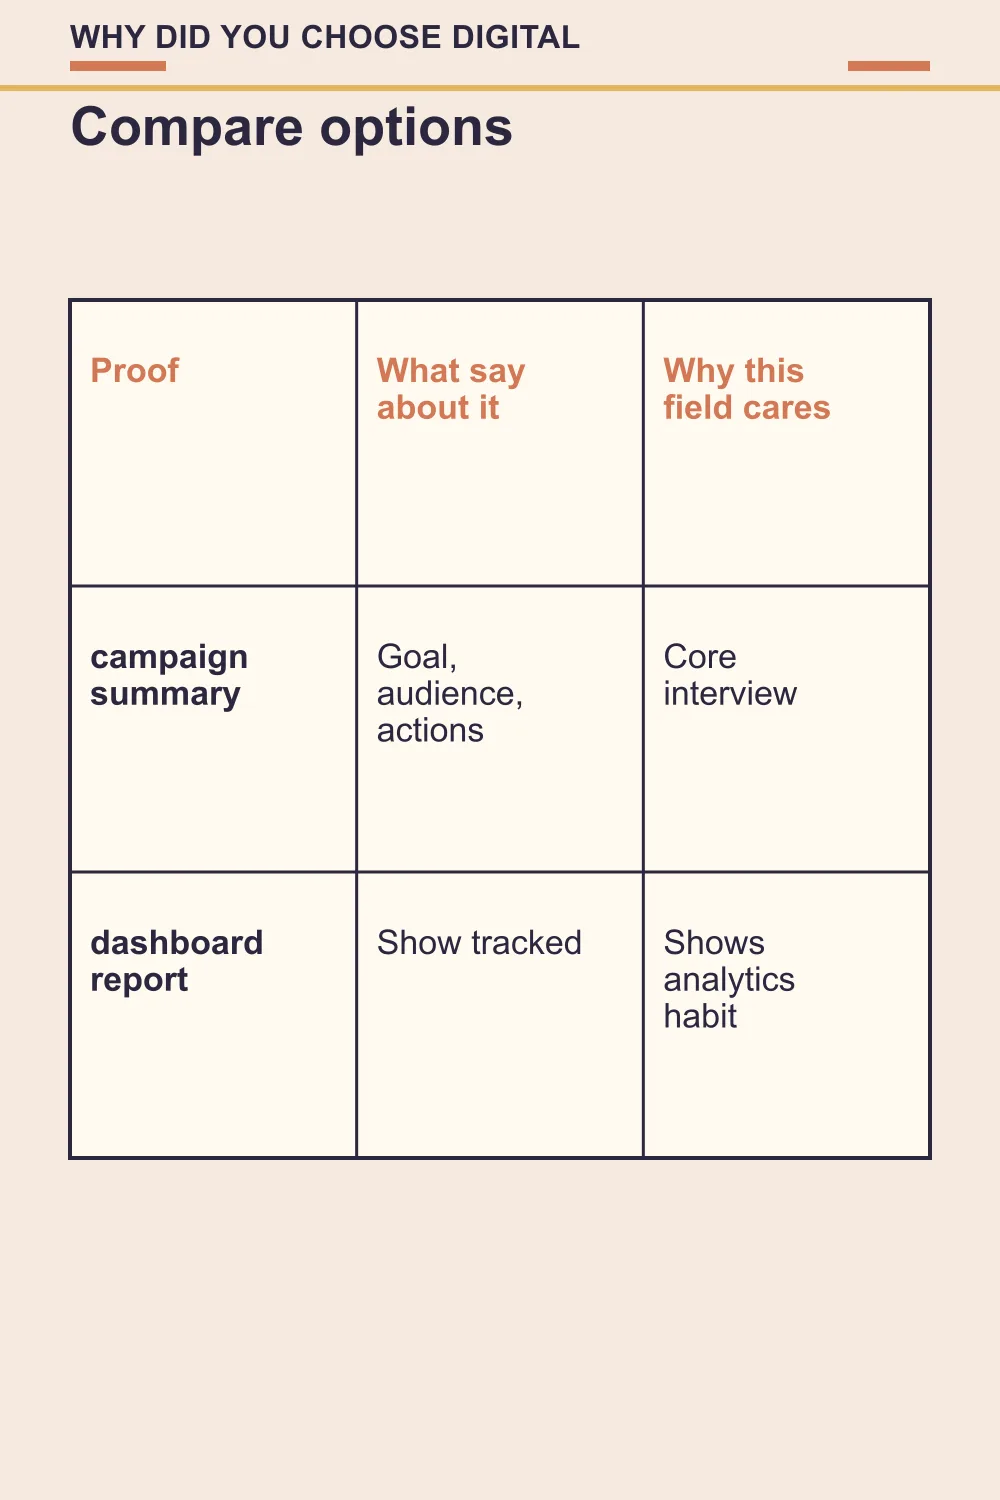 WHY DID YOU CHOOSE DIGITAL
Compare options
Proof
What say
about it
Why this
field cares
campaign
summary
Goal,
audience,
actions
Core
interview
dashboard
report
Show tracked
Shows
analytics
habit